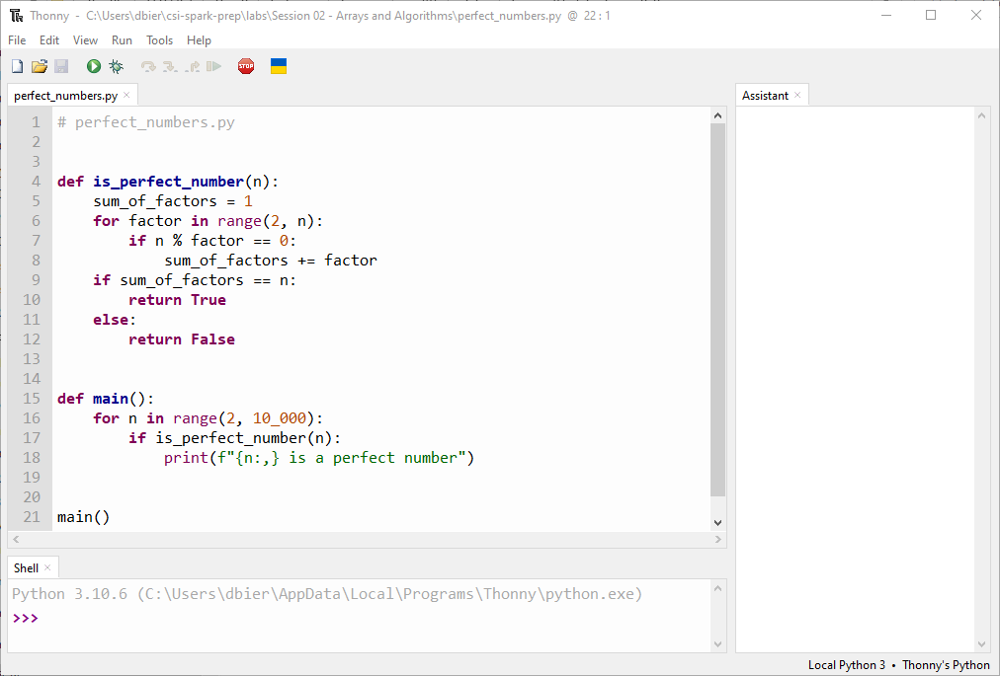 Thonny - C:\Users\dbier\csi-spark-prep\labs\Session 02 - Arrays and Algorithms\perfect_numbers.py @ 22 : 1
File Edit View Run Tools Help
STOP
perfect_numbers.py ×
1 # perfect_numbers.py
2
3
4 def is_perfect_number(n):
5     sum_of_factors = 1
6     for factor in range(2, n):
7         if n % factor == 0:
8             sum_of_factors += factor
9     if sum_of_factors == n:
10         return True
11     else:
12         return False
13
14
15 def main():
16     for n in range(2, 10_000):
17         if is_perfect_number(n):
18             print(f"{n:,} is a perfect number")
19
20
21 main()
Assistant ×
Shell ×
Python 3.10.6 (C:\Users\dbier\AppData\Local\Programs\Thonny\python.exe)
>>>
Local Python 3 • Thonny's Python